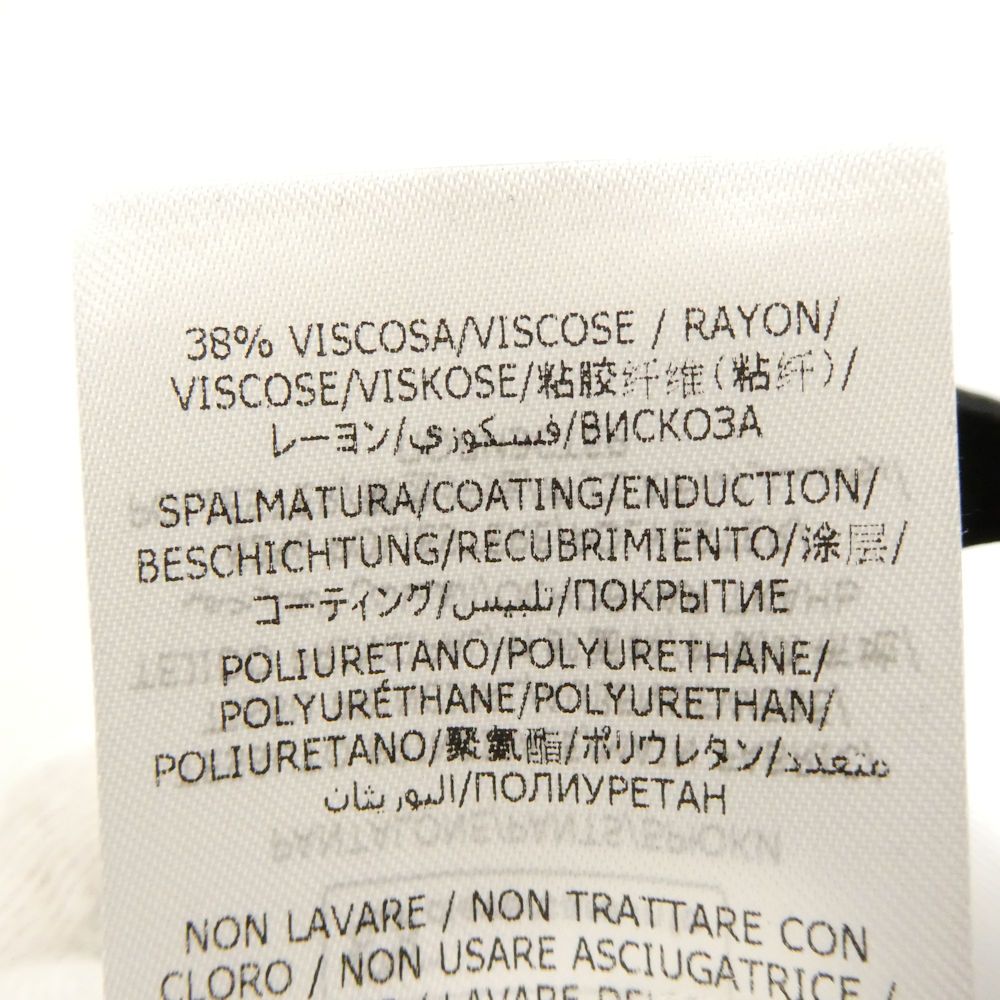 38% VISCOSA/VISCOSE / RAYON/
VISCOSE/VISKOSE/粘胶纤维(粘纤)/
レーヨン/فسكوزي/ВИСКОЗА
SPALMATURA/COATING/ENDUCTION/
BESCHICHTUNG/RECUBRIMIENTO/涂层/
コーティング/تلبيس/ПОКРЫТИЕ
POLIURETANO/POLYURETHANE/
POLYURÉTHANE/POLYURETHAN/
POLIURETANO/聚氨酯/ポリウレタン/متعدد
اليوريثان/ПОЛИУРЕТАН
PANTALONE/PANTS/БРЮКИ
NON LAVARE / NON TRATTARE CON
CLORO / NON USARE ASCIUGATRICE /